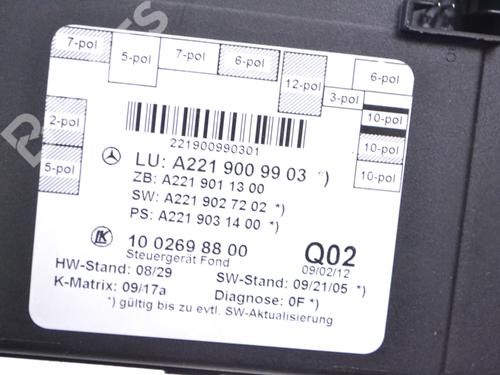 7-pol
5-pol
7-pol
6-pol
12-pol
6-pol
3-pol
10-pol
2-pol
10-pol
5-pol
10-pol
221900990301
LU: A221 900 99 03 *)
ZB: A221 901 13 00
SW: A221 902 72 02 *)
PS: A221 903 14 00 *)
10 0269 88 00
Steuergerät Fond
Q02
09/02/12
HW-Stand: 08/29
SW-Stand: 09/21/05 *)
K-Matrix: 09/17a
Diagnose: 0F *)
*) gültig bis zu evtl. SW-Aktualisierung